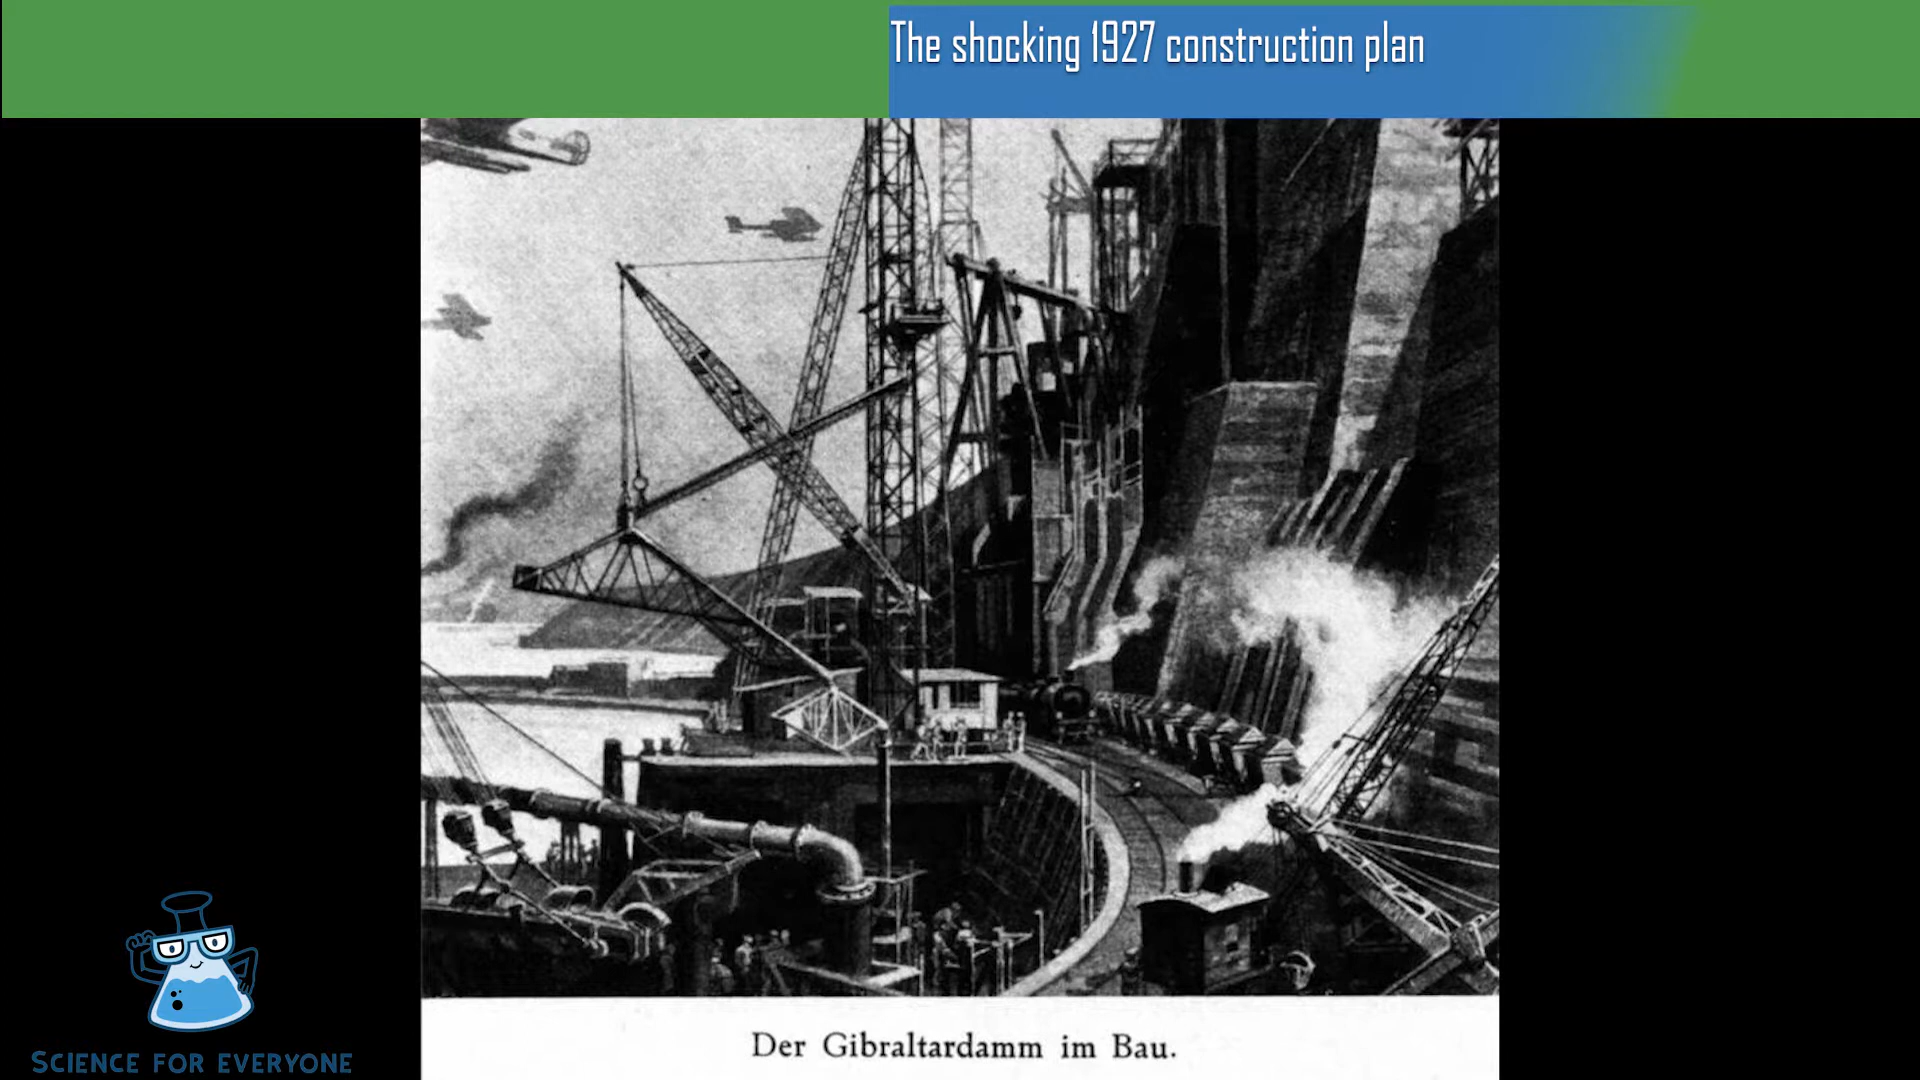 The shocking 1927 construction plan
Der Gibraltardamm im Bau.
SCIENCE FOR EVERYONE